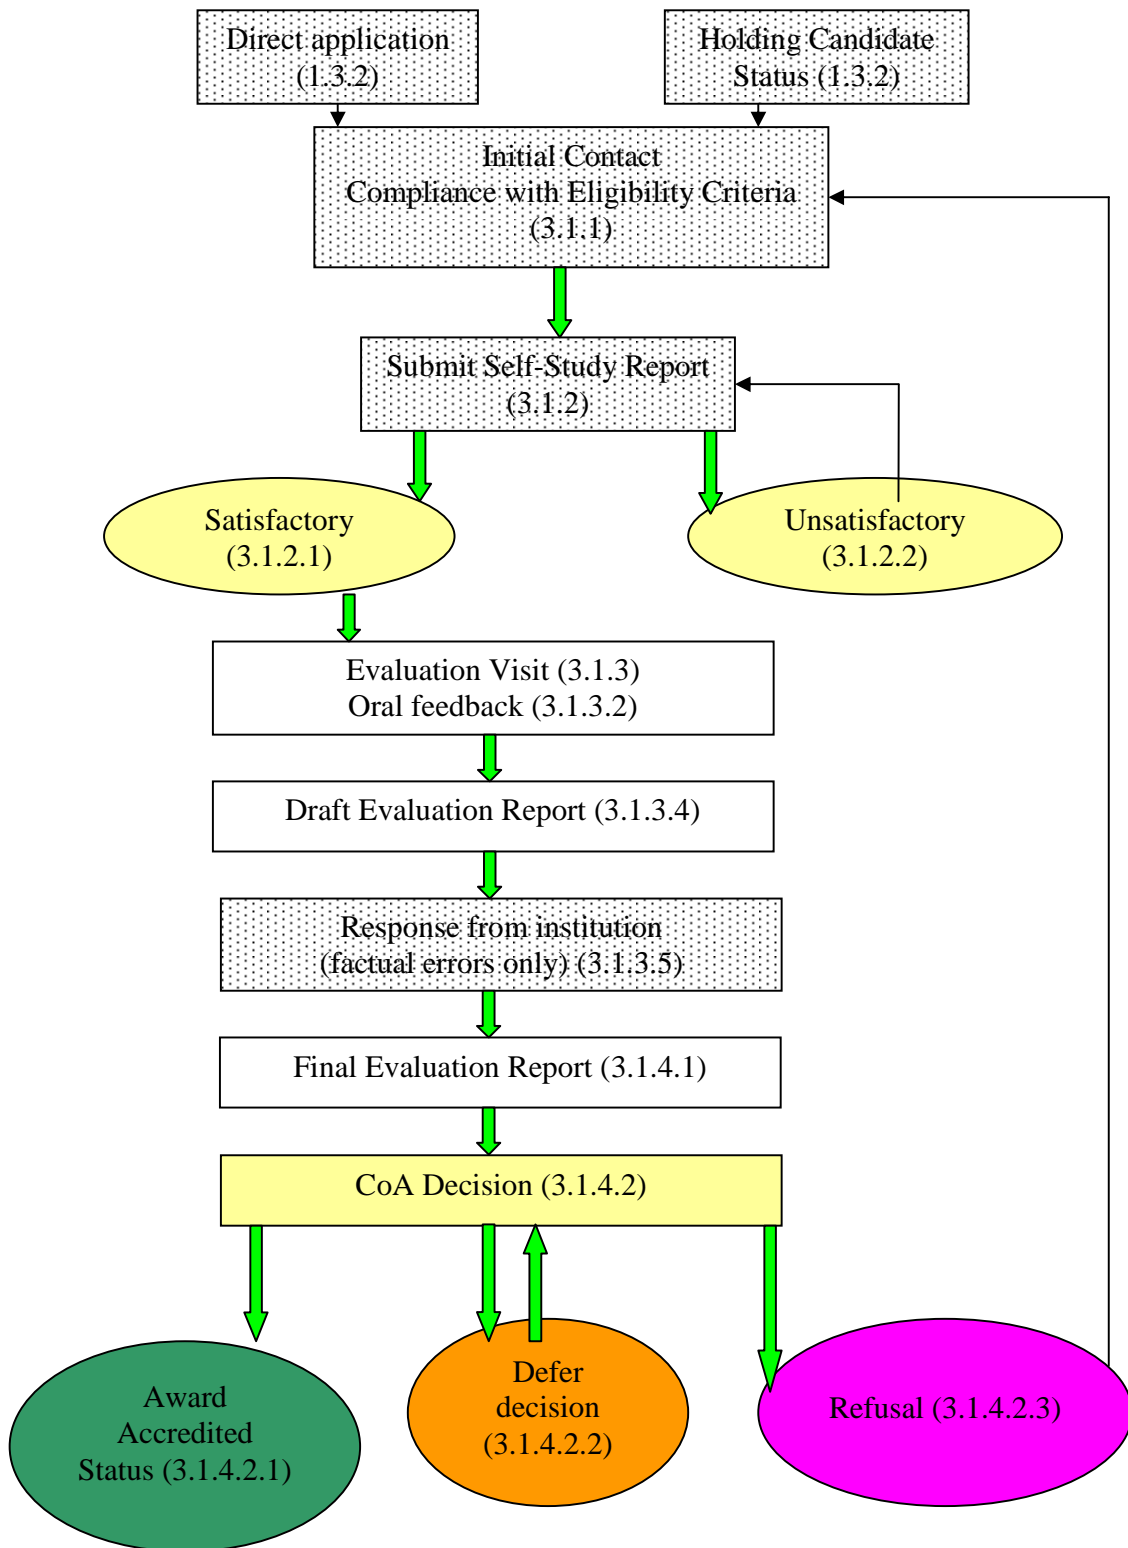 Direct application
(1.3.2)
Holding Candidate
Status (1.3.2)
Initial Contact
Compliance with Eligibility Criteria
(3.1.1)
Submit Self-Study Report
(3.1.2)
Satisfactory
(3.1.2.1)
Unsatisfactory
(3.1.2.2)
Evaluation Visit (3.1.3)
Oral feedback (3.1.3.2)
Draft Evaluation Report (3.1.3.4)
Response from institution
(factual errors only) (3.1.3.5)
Final Evaluation Report (3.1.4.1)
CoA Decision (3.1.4.2)
Award
Accredited
Status (3.1.4.2.1)
Defer
decision
(3.1.4.2.2)
Refusal (3.1.4.2.3)